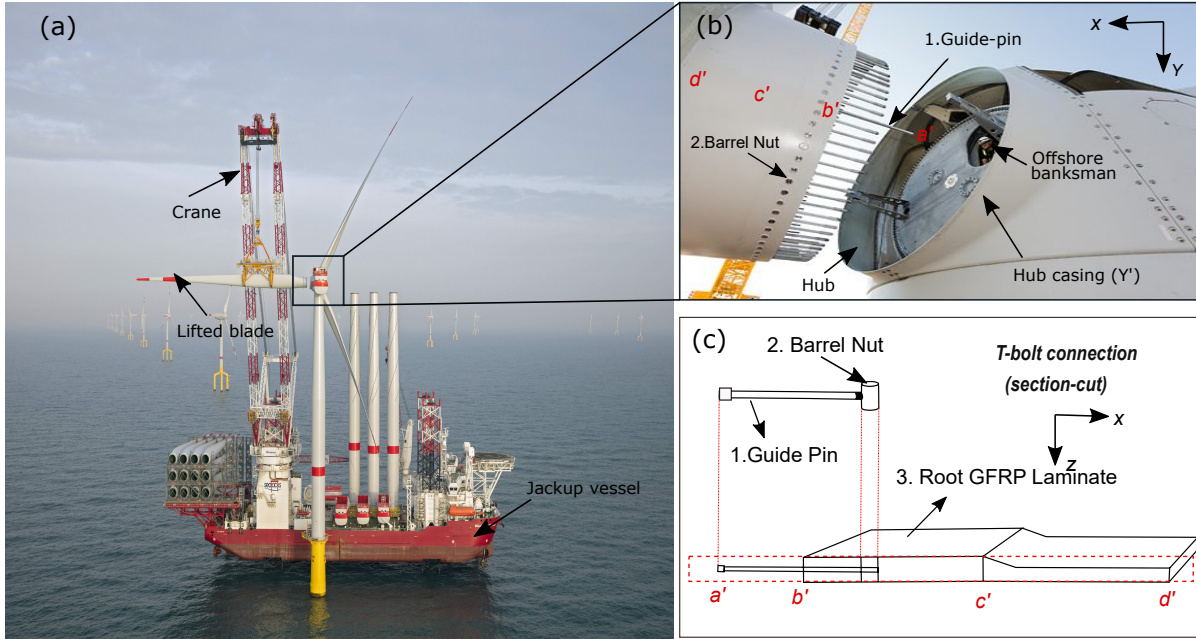 (a)
Crane
Lifted blade
Jackup vessel
(b)
1.Guide-pin
X
Y
d'
c'
b'
a'
2.Barrel Nut
Offshore
banksman
Hub
Hub casing (Y')
(c)
2. Barrel Nut
T-bolt connection
(section-cut)
X
Z
1.Guide Pin
3. Root GFRP Laminate
a'
b'
c'
d'